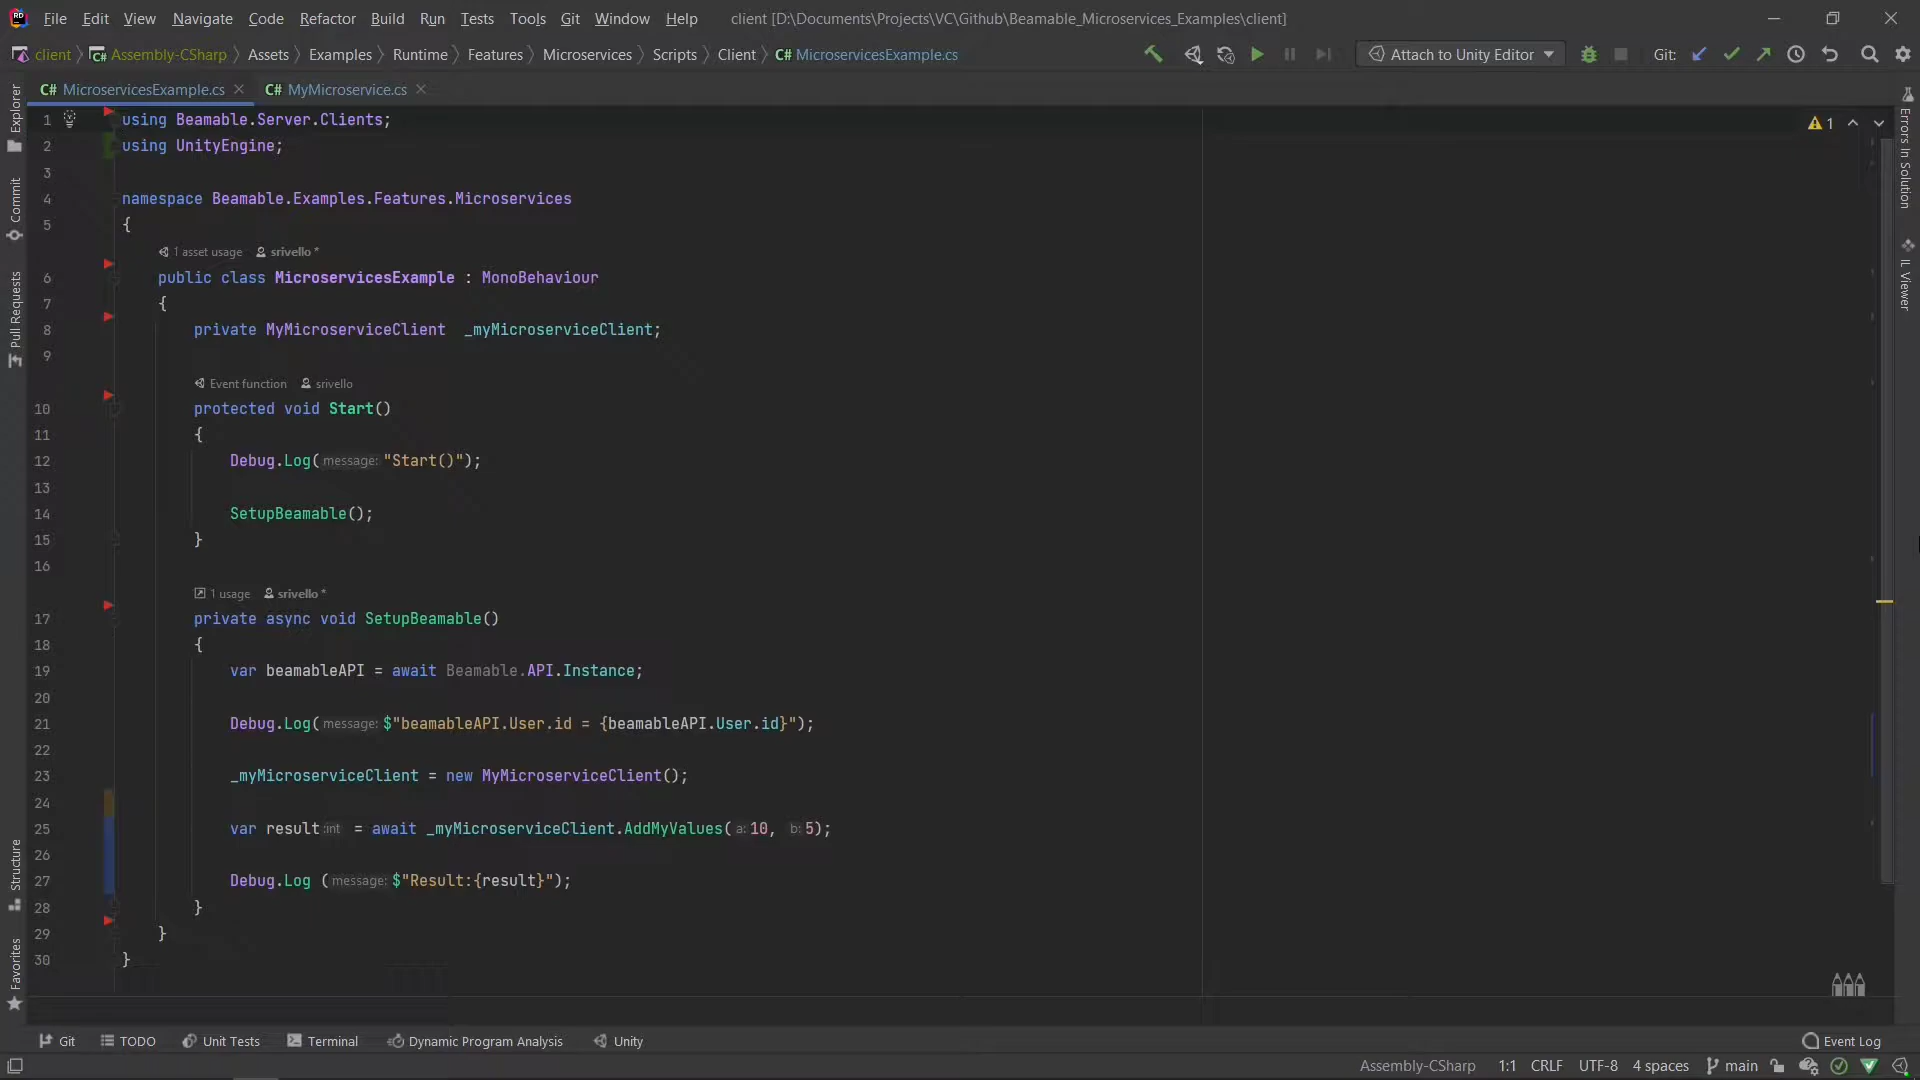 File Edit View Navigate Code Refactor Build Run Tests Tools Git Window Help client [D:\Documents\Projects\VC\Github\Beamable_Microservices_Examples\client]
client Assembly-CSharp Assets Examples Runtime Features Microservices Scripts Client C# MicroservicesExample.cs Attach to Unity Editor Git:
C# MicroservicesExample.cs C# MyMicroservice.cs
1 using Beamable.Server.Clients;
2 using UnityEngine;
3
4 namespace Beamable.Examples.Features.Microservices
5 {
1 asset usage srivello *
6 public class MicroservicesExample : MonoBehaviour
7 {
8 private MyMicroserviceClient _myMicroserviceClient;
9
Event function srivello
10 protected void Start()
11 {
12 Debug.Log( message: "Start()");
13
14 SetupBeamable();
15 }
16
1 usage srivello *
17 private async void SetupBeamable()
18 {
19 var beamableAPI = await Beamable.API.Instance;
20
21 Debug.Log( message: $"beamableAPI.User.id = {beamableAPI.User.id}");
22
23 _myMicroserviceClient = new MyMicroserviceClient();
24
25 var result :int = await _myMicroserviceClient.AddMyValues( a: 10, b: 5);
26
27 Debug.Log ( message: $"Result:{result}");
28 }
29 }
30 }
1
Explorer
Commit
Pull Requests
Structure
Favorites
Errors In Solution
IL Viewer
Git TODO Unit Tests Terminal Dynamic Program Analysis Unity Event Log
Assembly-CSharp 1:1 CRLF UTF-8 4 spaces main